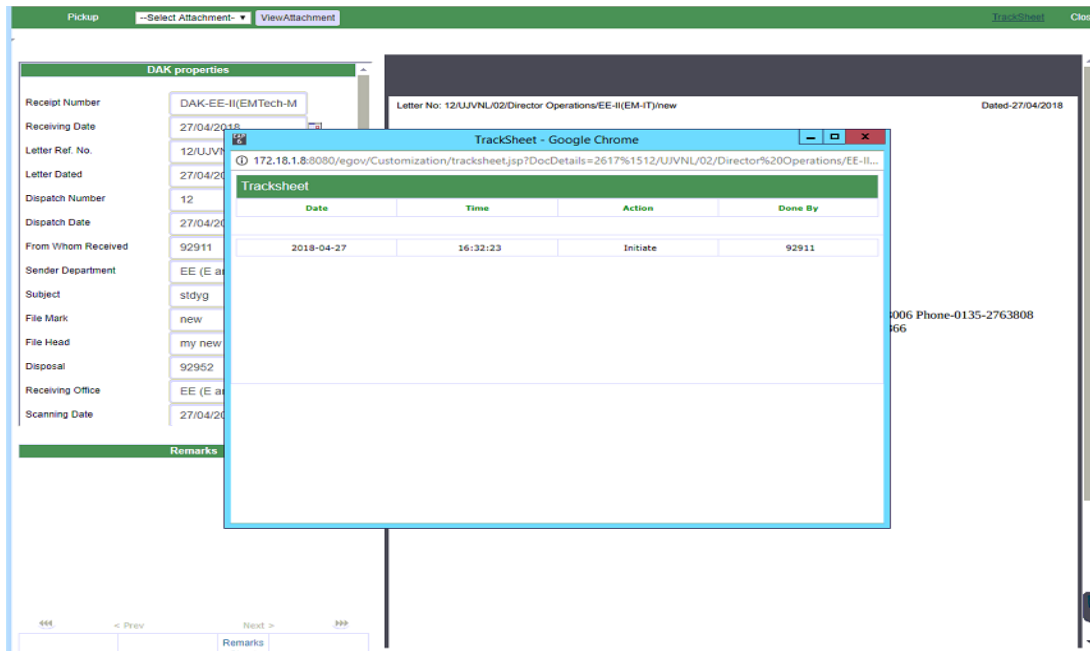 Pickup --Select Attachment- ViewAttachment TrackSheet Clos
DAK properties
Receipt Number DAK-EE-II(EMTech-M
Receiving Date 27/04/2018
Letter Ref. No. 12/UJVN
Letter Dated 27/04/20
Dispatch Number 12
Dispatch Date 27/04/20
From Whom Received 92911
Sender Department EE (E a
Subject stdyg
File Mark new
File Head my new
Disposal 92952
Receiving Office EE (E a
Scanning Date 27/04/20
Remarks
< Prev Next >
Remarks
Letter No: 12/UJVNL/02/Director Operations/EE-II(EM-IT)/new Dated-27/04/2018
TrackSheet - Google Chrome
172.18.1.8:8080/egov/Customization/tracksheet.jsp?DocDetails=2617%1512/UJVNL/02/Director%20Operations/EE-II...
Tracksheet
Date Time Action Done By
2018-04-27 16:32:23 Initiate 92911
006 Phone-0135-2763808
66